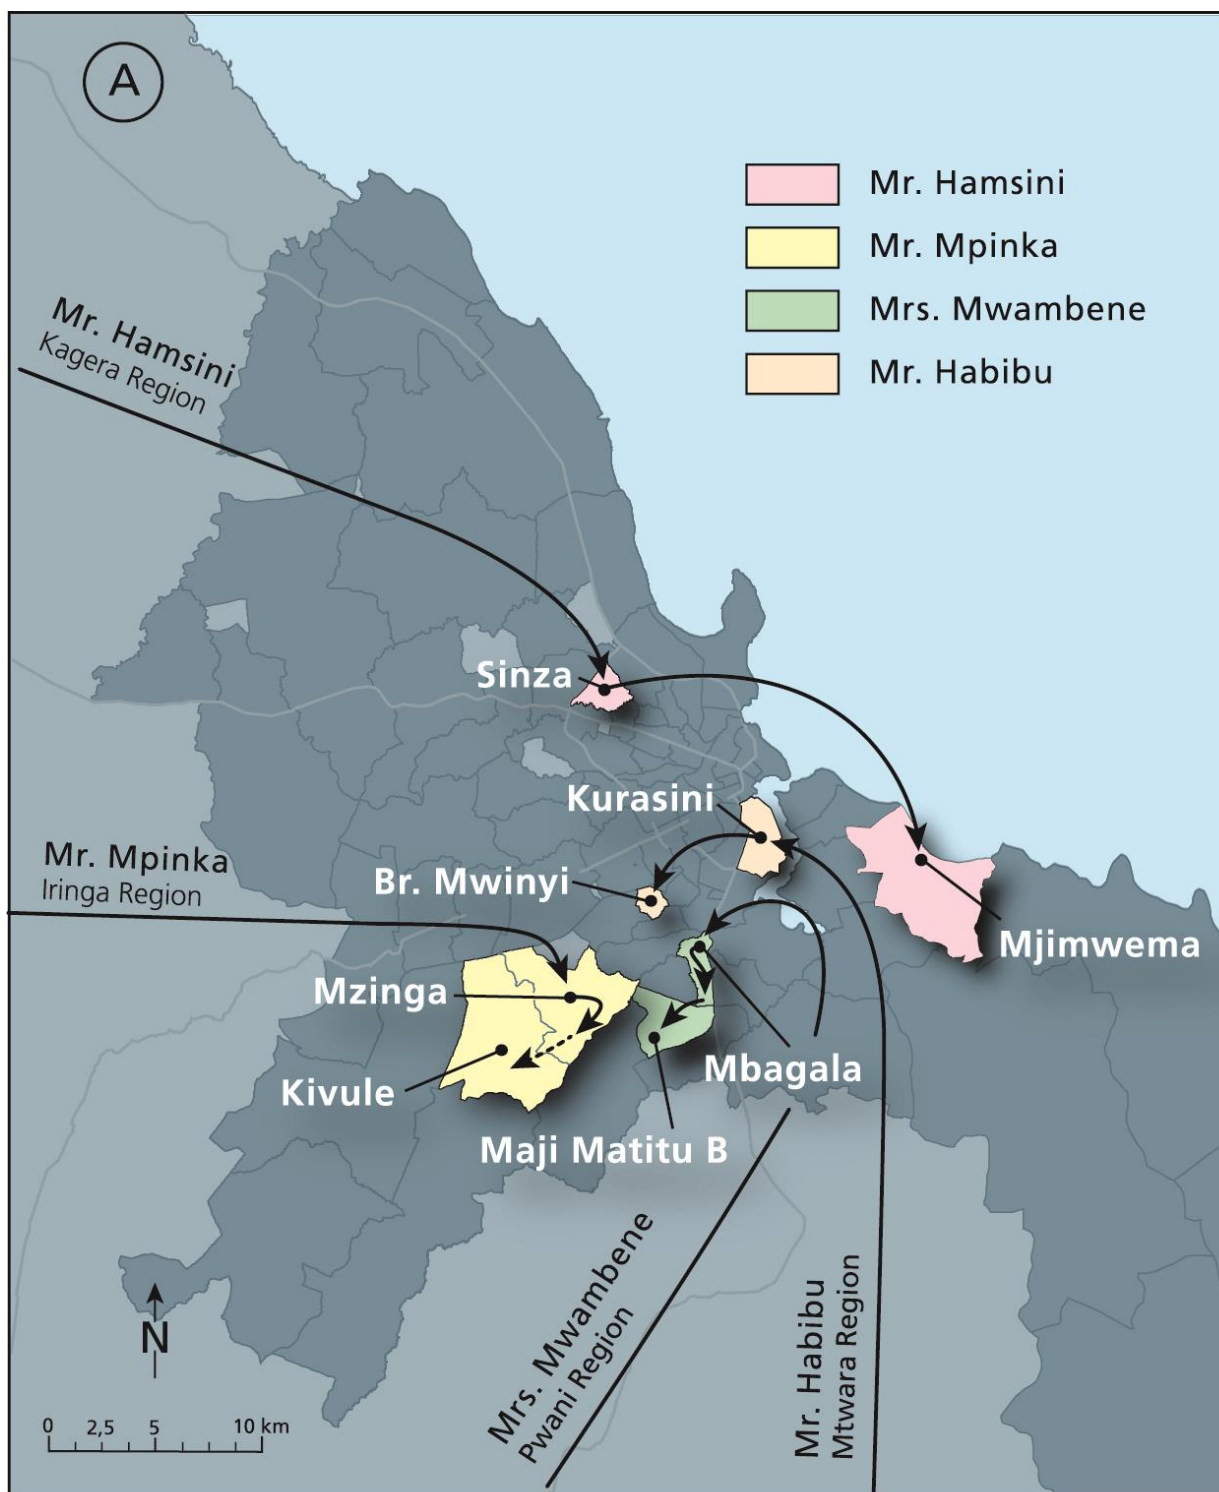 A
Mr. Hamsini
Mr. Mpinka
Mrs. Mwambene
Mr. Habibu
Mr. Hamsini
Kagera Region
Sinza
Kurasini
Mr. Mpinka
Iringa Region
Br. Mwinyi
Mjimwema
Mzinga
Mbagala
Kivule
Maji Matitu B
Mrs. Mwambene
Pwani Region
Mr. Habibu
Mtwara Region
N
0 2,5 5 10 km